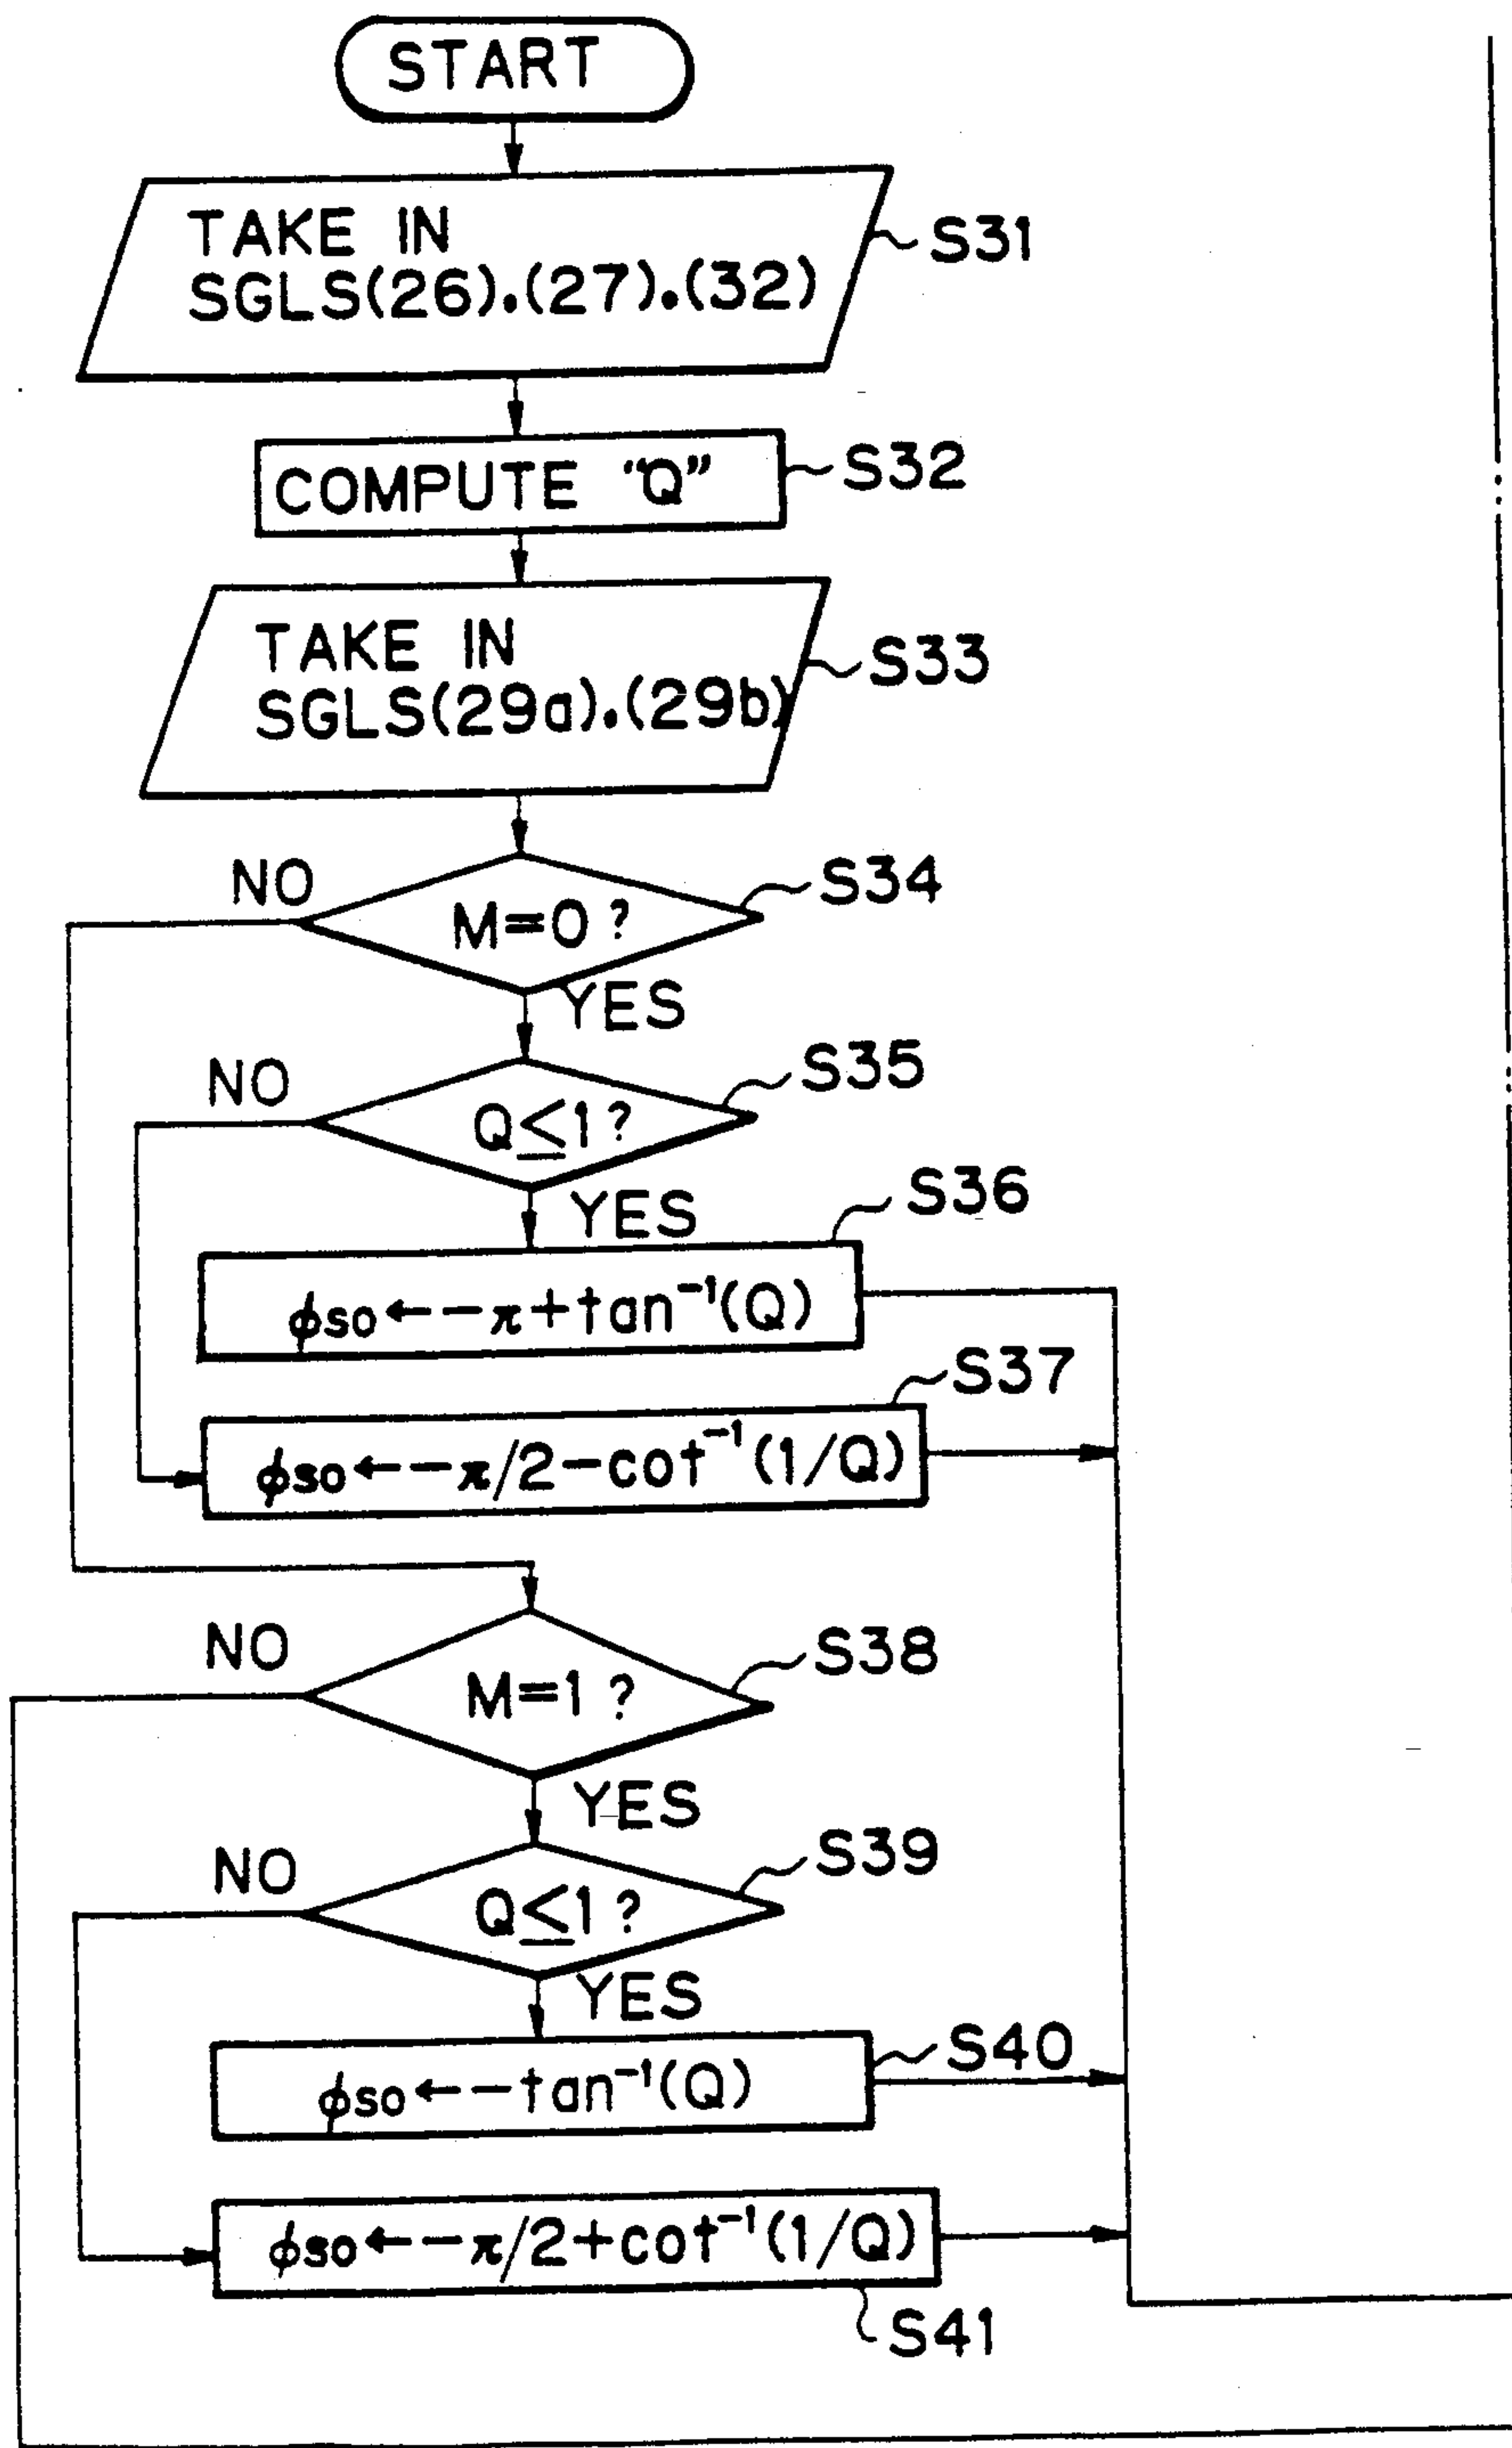 START
TAKE IN
SGLS(26).(27).(32)
S31
COMPUTE "Q"
S32
TAKE IN
SGLS(29a).(29b)
S33
NO
M=0?
S34
YES
NO
Q≤1?
S35
YES
S36
ϕso←−π+tan⁻¹(Q)
S37
ϕso←−π/2−cot⁻¹(1/Q)
NO
M=1?
S38
YES
NO
Q≤1?
S39
YES
S40
ϕso←−tan⁻¹(Q)
ϕso←−π/2+cot⁻¹(1/Q)
S41